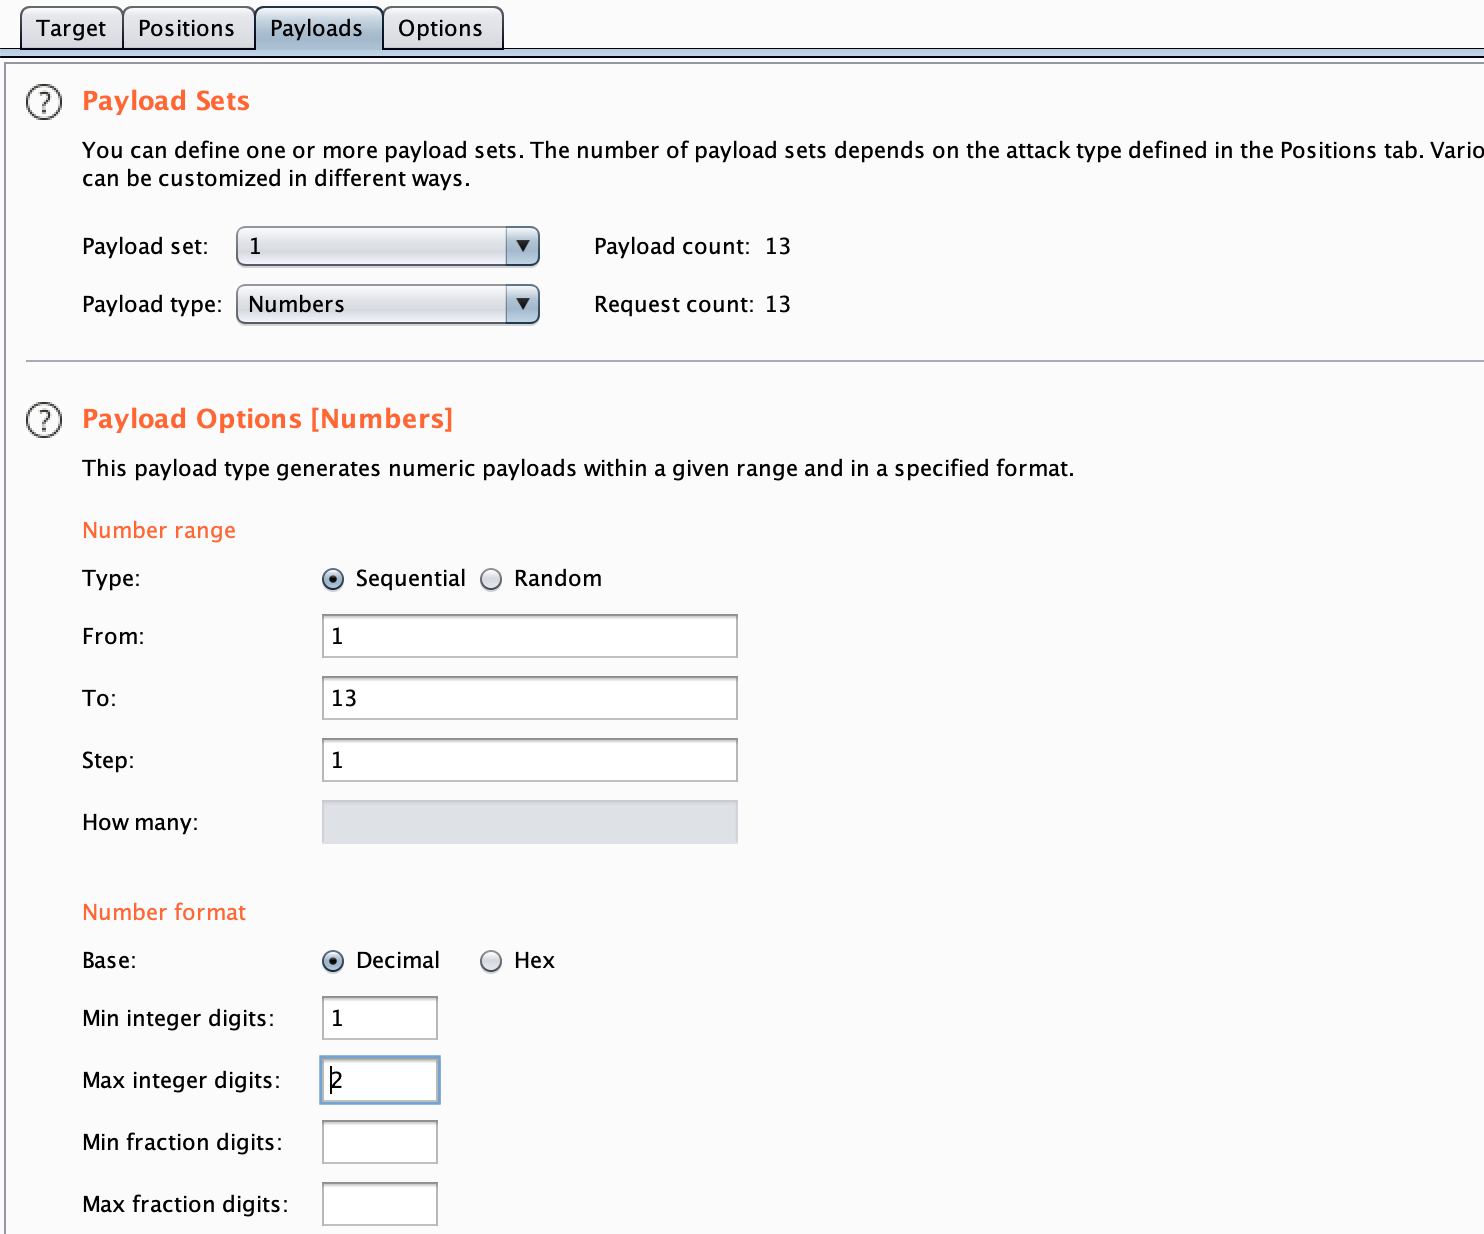 Target Positions Payloads Options
Payload Sets
You can define one or more payload sets. The number of payload sets depends on the attack type defined in the Positions tab. Vario
can be customized in different ways.
Payload set: 1 Payload count: 13
Payload type: Numbers Request count: 13
Payload Options [Numbers]
This payload type generates numeric payloads within a given range and in a specified format.
Number range
Type: Sequential Random
From: 1
To: 13
Step: 1
How many:
Number format
Base: Decimal Hex
Min integer digits: 1
Max integer digits: 2
Min fraction digits:
Max fraction digits: